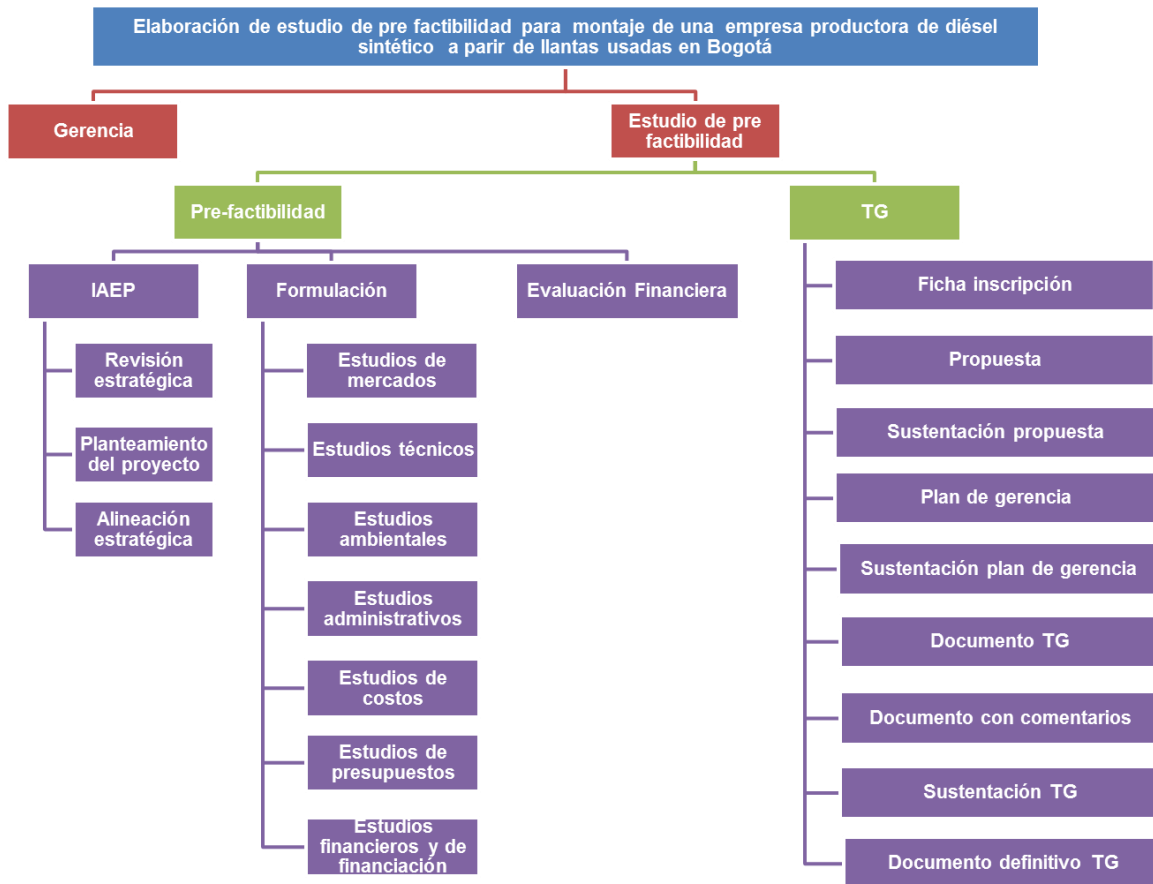 Elaboración de estudio de pre factibilidad para montaje de una empresa productora de diésel
sintético a parir de llantas usadas en Bogotá
Gerencia
Estudio de pre
factibilidad
Pre-factibilidad
TG
IAEP
Formulación
Evaluación Financiera
Revisión
estratégica
Planteamiento
del proyecto
Alineación
estratégica
Estudios de
mercados
Estudios técnicos
Estudios
ambientales
Estudios
administrativos
Estudios de
costos
Estudios de
presupuestos
Estudios
financieros y de
financiación
Ficha inscripción
Propuesta
Sustentación propuesta
Plan de gerencia
Sustentación plan de gerencia
Documento TG
Documento con comentarios
Sustentación TG
Documento definitivo TG